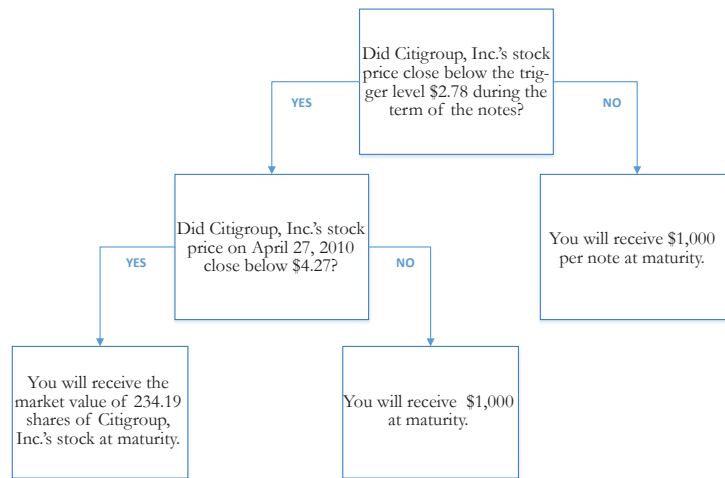 Did Citigroup, Inc.'s stock
price close below the trig-
ger level $2.78 during the
term of the notes?
YES
NO
Did Citigroup, Inc.'s stock
price on April 27, 2010
close below $4.27?
You will receive $1,000
per note at maturity.
YES
NO
You will receive the
market value of 234.19
shares of Citigroup,
Inc.'s stock at maturity.
You will receive $1,000
at maturity.